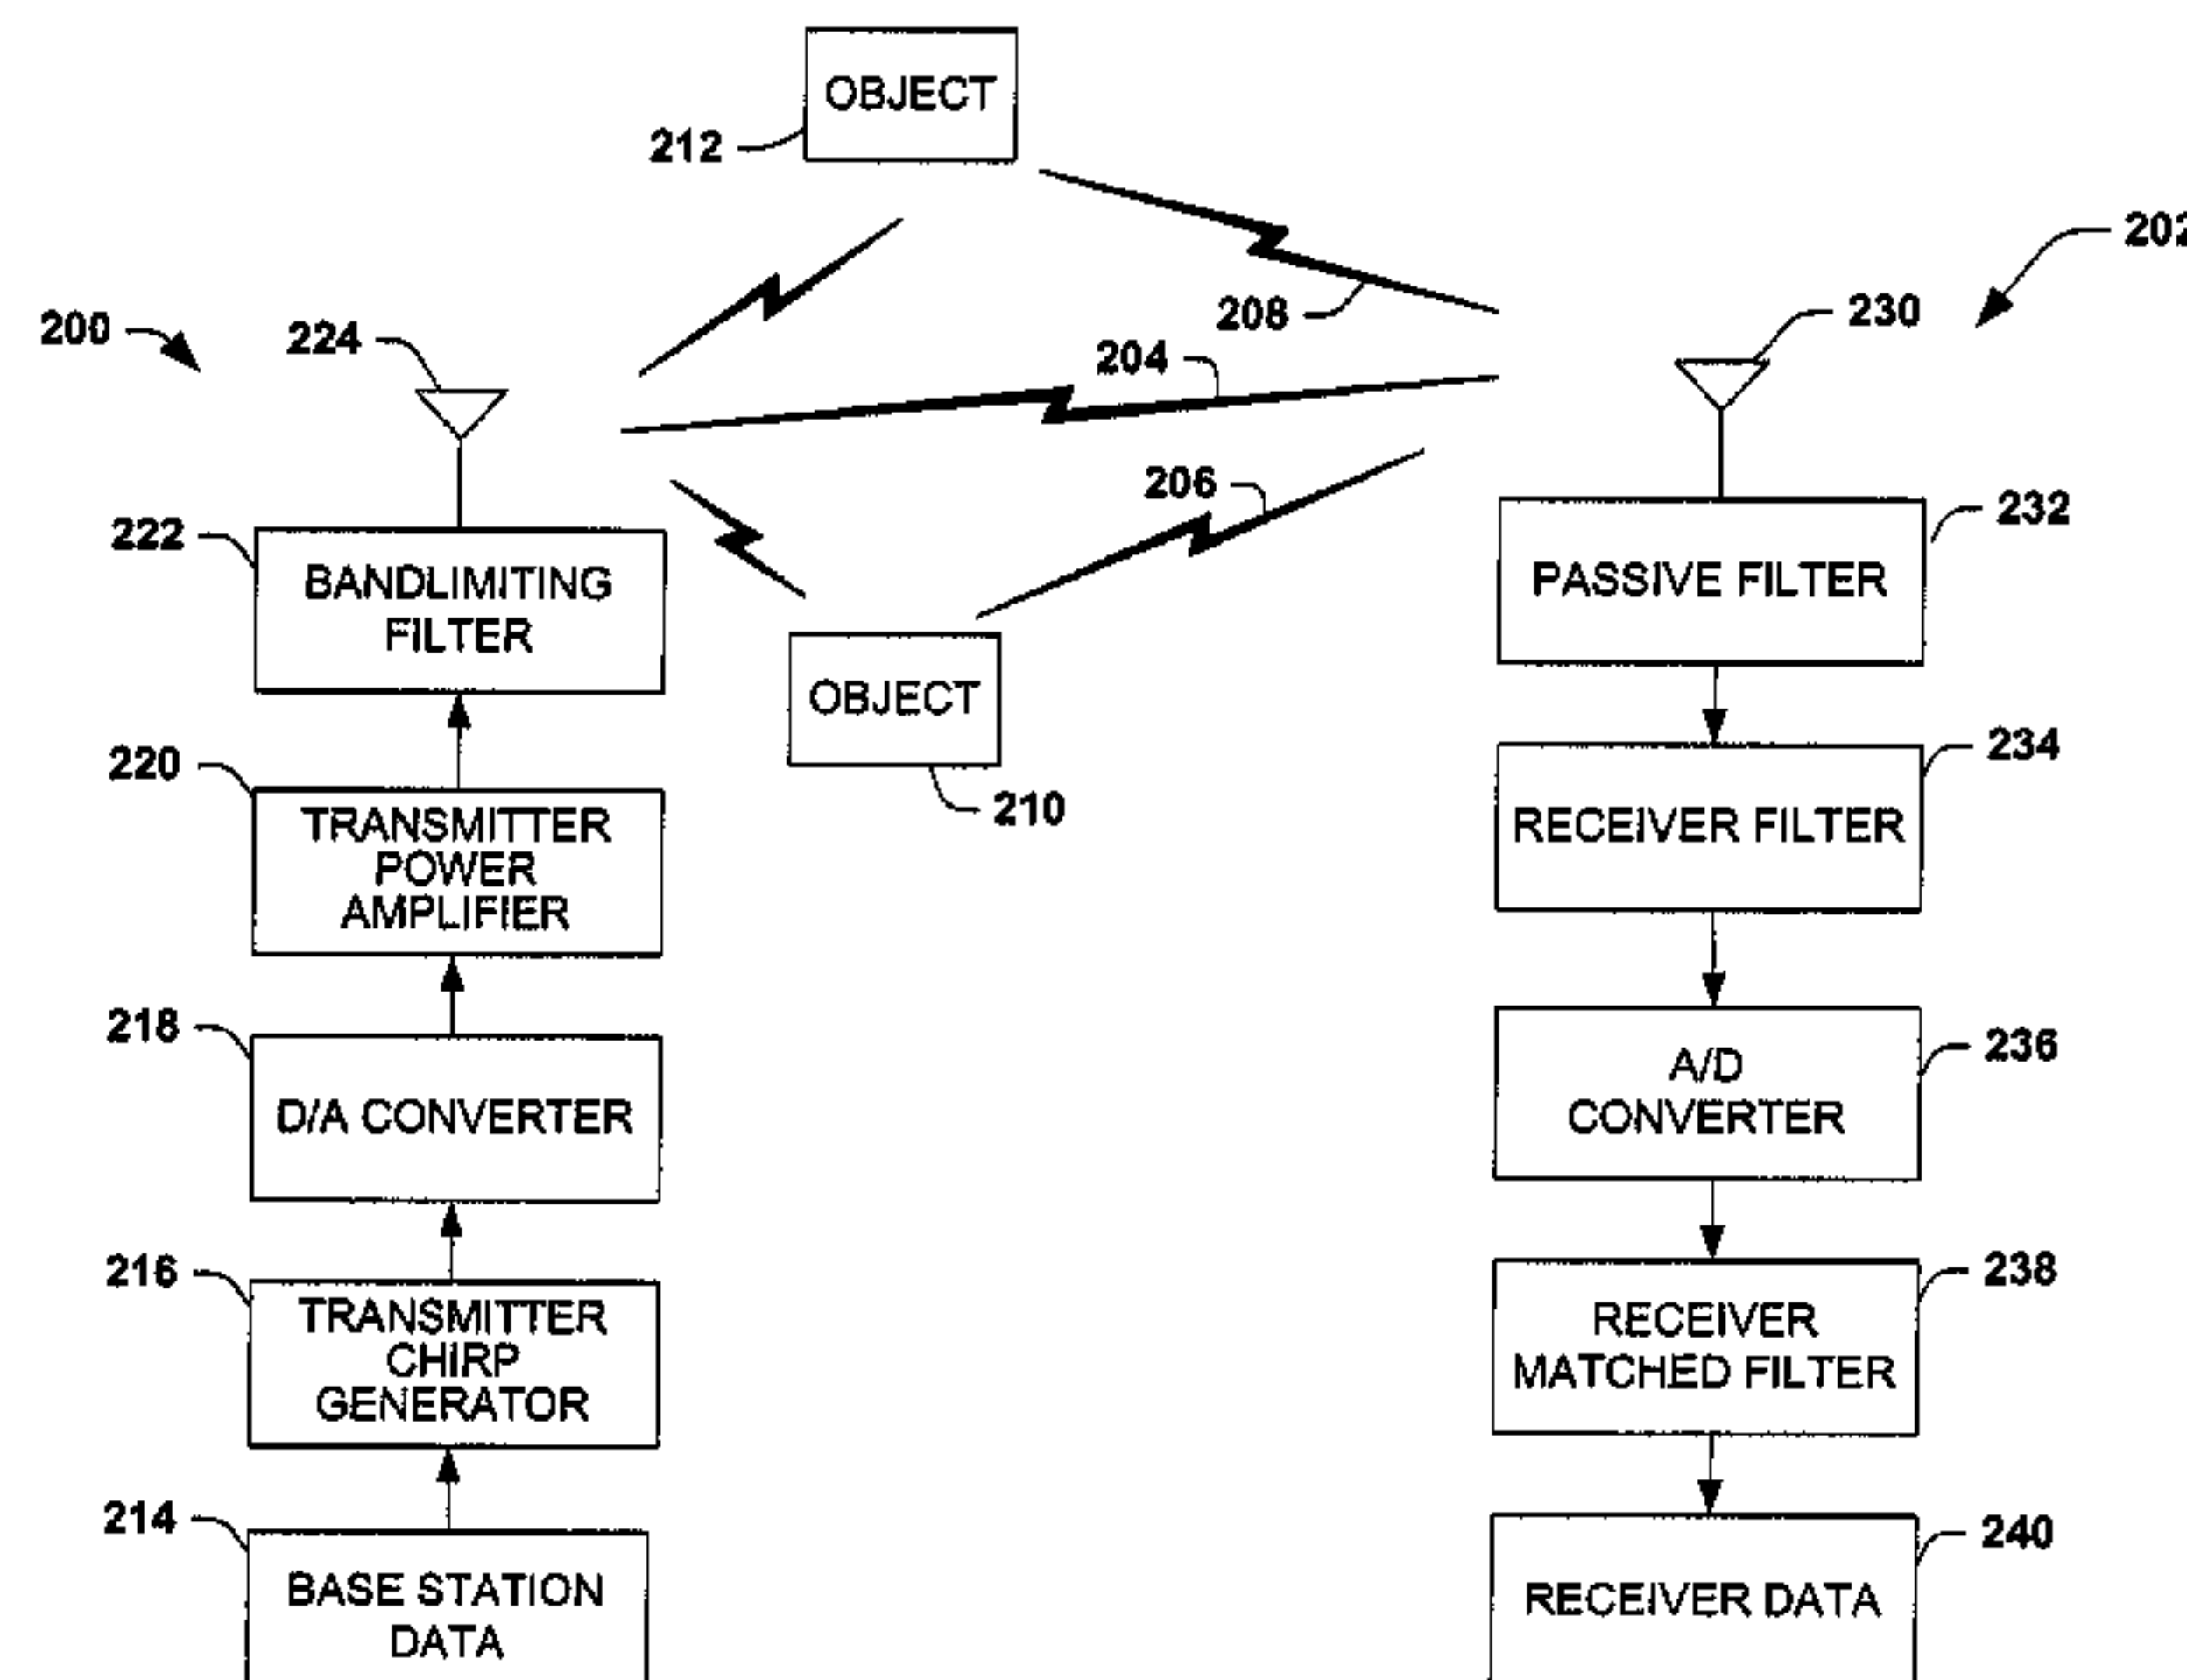 OBJECT
212
202
208
230
200
224
204
206
222
BANDLIMITING
FILTER
232
PASSIVE FILTER
OBJECT
210
220
TRANSMITTER
POWER
AMPLIFIER
234
RECEIVER FILTER
218
D/A CONVERTER
236
A/D
CONVERTER
216
TRANSMITTER
CHIRP
GENERATOR
238
RECEIVER
MATCHED FILTER
214
BASE STATION
DATA
240
RECEIVER DATA